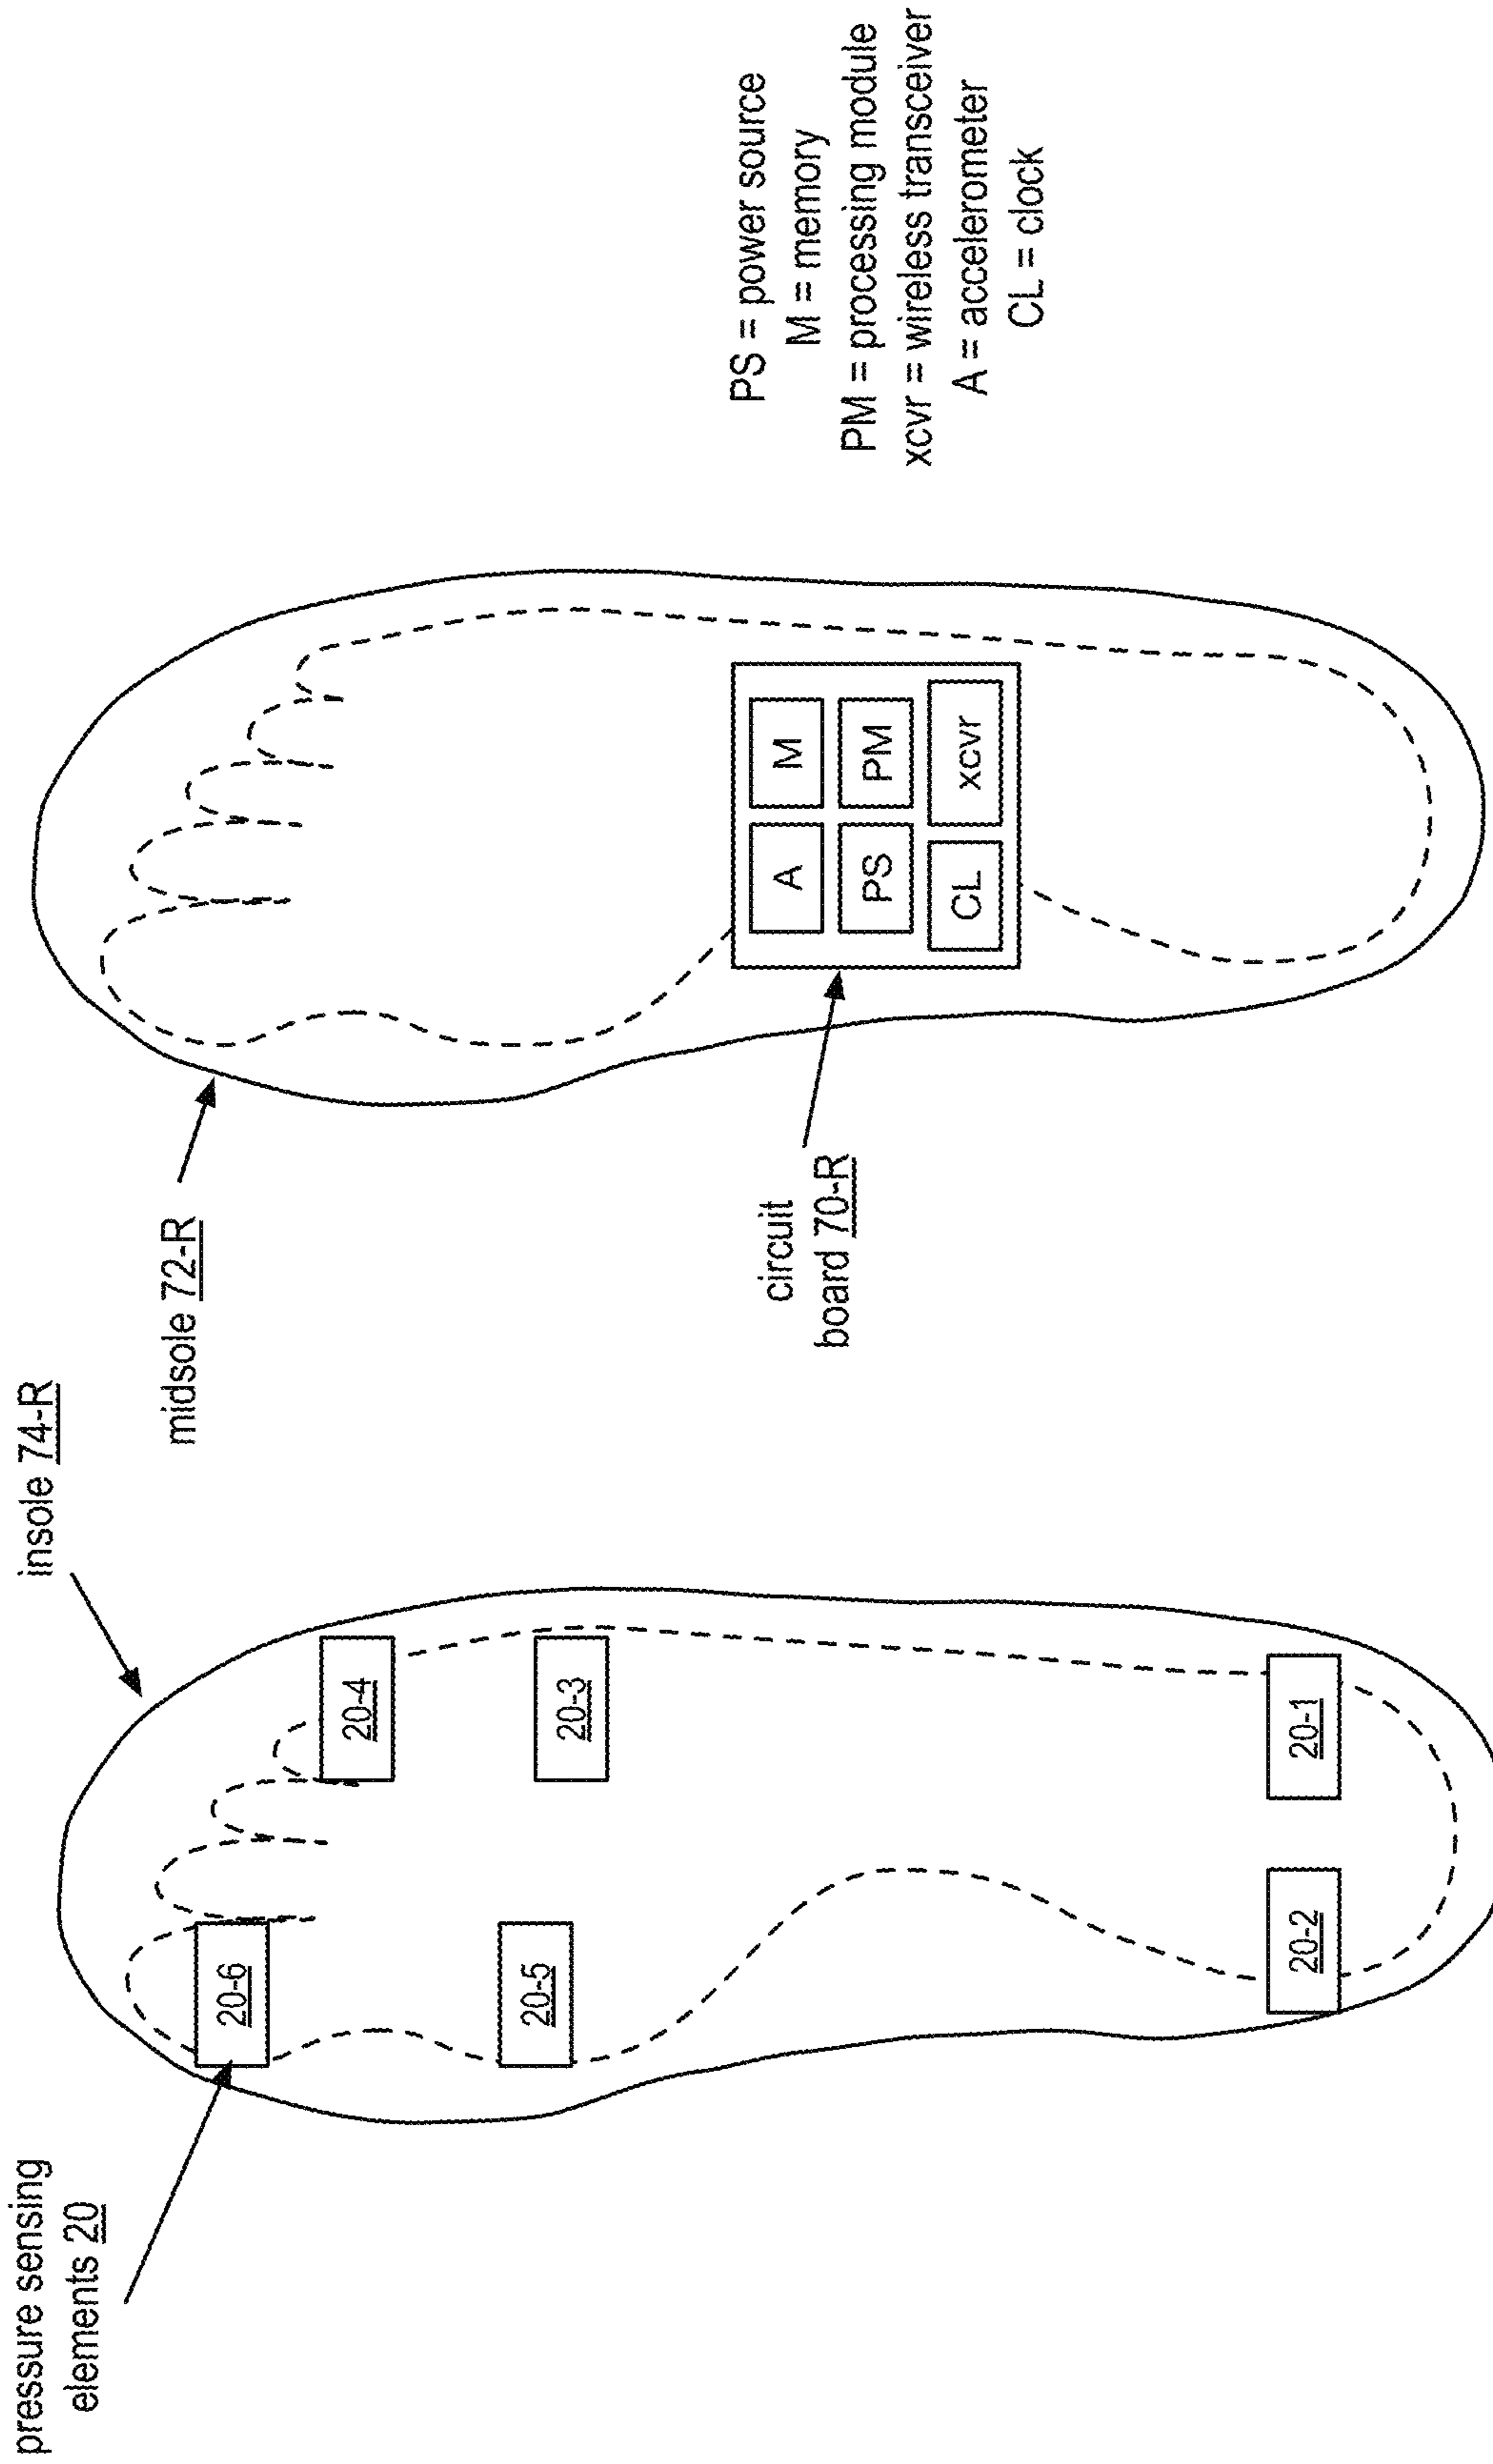 pressure sensing
elements 20
insole 74-R
20-6
20-4
20-5
20-3
20-2
20-1
midsole 72-R
circuit
board 70-R
A
M
PS
PM
CL
xcvr
PS = power source
M = memory
PM = processing module
xcvr = wireless transceiver
A = accelerometer
CL = clock